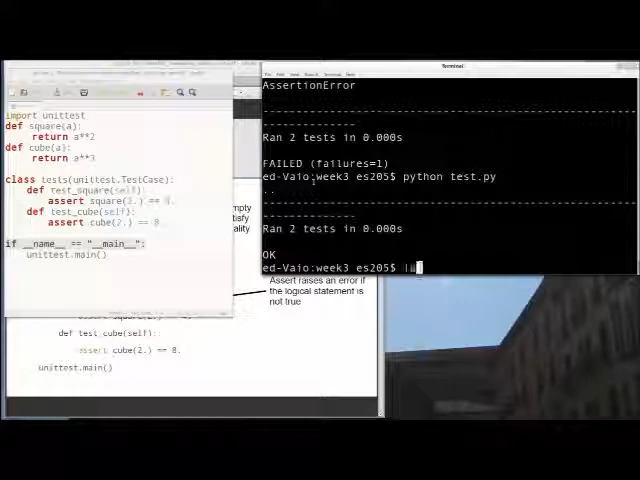 import unittest
def square(a):
return a**2
def cube(a):
return a**3
class tests(unittest.TestCase):
def test_square(self):
assert square(2.) ==
def test_cube(self):
assert cube(2.) == 8.
if __name__ == "__main__":
unittest.main()
Terminal
AssertionError
----------------------------------------------------------------------
Ran 2 tests in 0.000s
FAILED (failures=1)
ed-Vaio:week3 es205$ python test.py
..
----------------------------------------------------------------------
Ran 2 tests in 0.000s
OK
ed-Vaio:week3 es205$
Assert raises an error if
the logical statement is
not true
def test_cube(self):
assert cube(2.) == 8.
unittest.main()